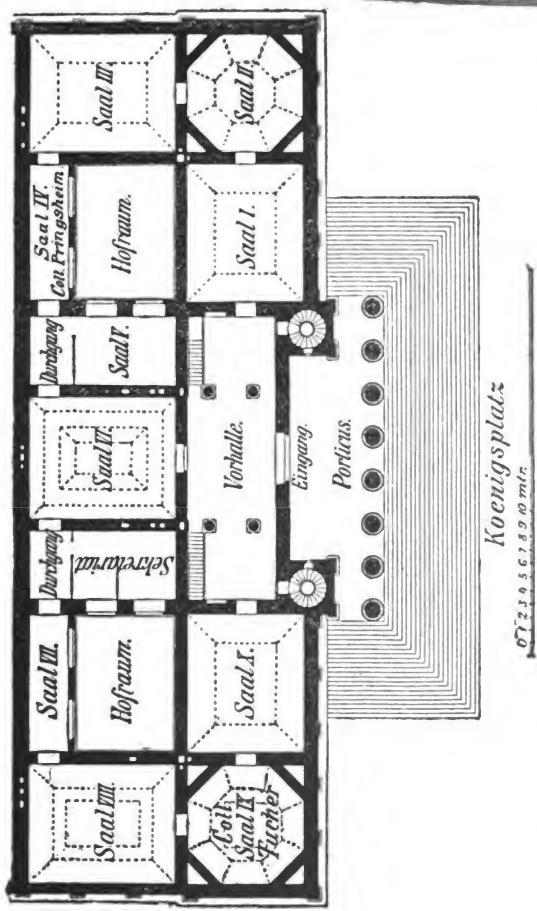 Saal VIII.
Saal VII.
Durchgang
Saal VI.
Durchgang
Saal IV.
Coll. Pringsheim
Saal III.
Hofraum.
Sekretariat
Saal V.
Hofraum.
Coll.
Saal IX
Tucher
Saal X.
Vorhalle.
Saal I.
Saal II.
Eingang.
Porticus.
Koenigsplatz
0 1 2 3 4 5 6 7 8 9 10 mtr.